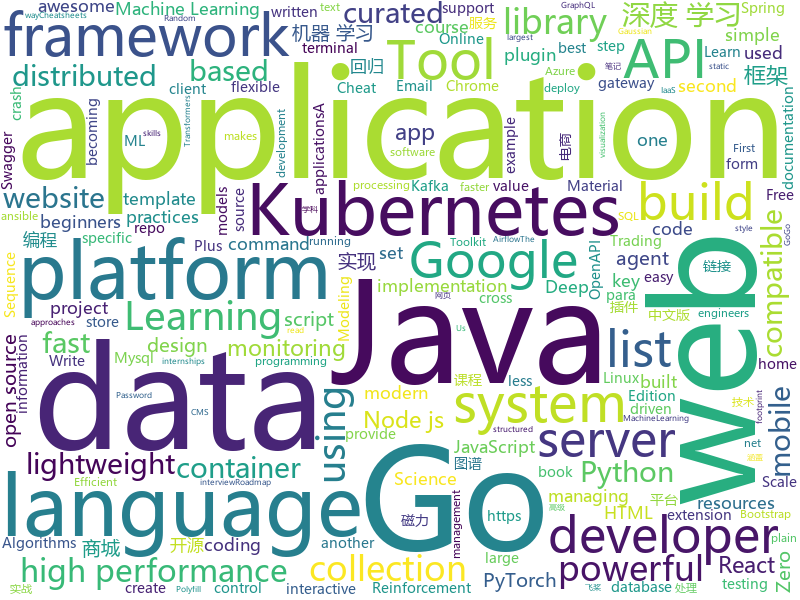 awesome Machine Learning written curated support course Online library 深度 学习 Spring GraphQL largest Random wayCheatsheets text
framework 机器 学习 terminal Tool plugin best step API Azure 笔记 static Gaussian simple Learn used IaaS
distributed based 回归 服务 deploy 框架
crash client flexible Cheat Email Chrome gateway second visualization
application
Swagger becoming ML skills Transformers makes development software applicationsA app example 电商 one form First documentation
website models processing Kafka faster value Material SQL Free
ansible template source Kubernetes build
beginners practices repo 学科 running style GoGo
编程 specific Plus command set Toolkit AirflowThe Trading code OpenAPI 链接 engineers
platform 实现 Google agent compatible
Sequence implementation Deep key easy
project store Learning script Modeling cross para 插件 中文版
approaches information Mysql Java Us 网页 list Web
fast design read Write internships monitoring programming Linux built home
open source Password less Edition 技术
data using modern system driven mobile
CMS structured Node js 课程 provide MachineLearning net footprint
interviewRoadmap JavaScript book server
lightweight Science 图谱 Python Scale
language container Go management https managing 平台 resources
Efficient another HTML extension Bootstrap
Algorithms 商城 开源 coding 磁力 developer plain
high performance collection large React Zero testing
实战 create control interactive Reinforcement PyTorch database powerful Polyfill 高级 飞桨 处理